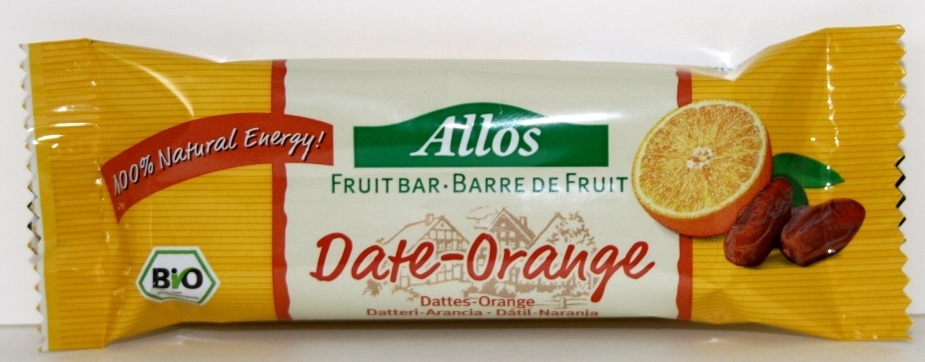 100% Natural Energy!
Allos
FRUIT BAR · BARRE DE FRUIT
Date-Orange
Dattes-Orange
Datteri-Arancia · Dátil-Naranja
BiO